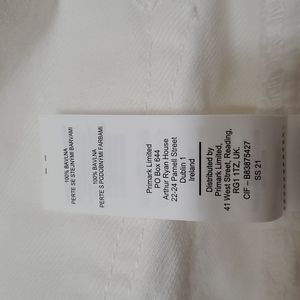 100% BAVLNA
PERTE SE STEJNÝMI BARVAMI
100% BAVLNA
PERTE S PODOBNÝMI FARBAMI
Primark Limited
PO Box 644
Arthur Ryan House
22-24 Parnell Street
Dublin 1
Ireland
Distributed by
Primark Limited,
41 West Street, Reading,
RG1 1TZ, UK,
CIF – B83875427
SS 21